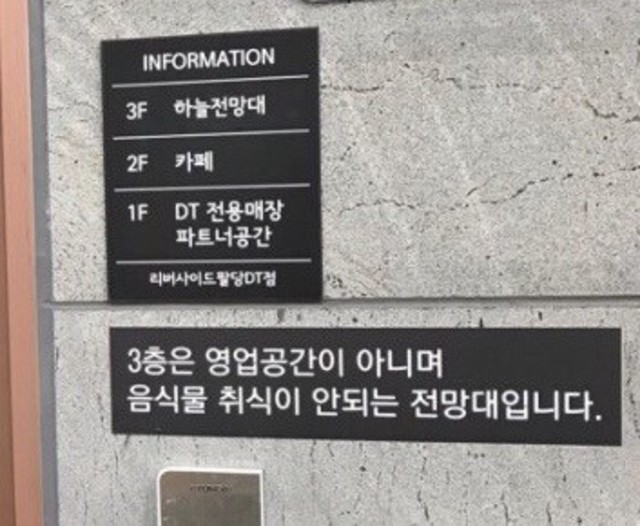 INFORMATION
3F 하늘전망대
2F 카페
1F DT 전용매장
파트너공간
리버사이드팔당DT점
3층은 영업공간이 아니며
음식물 취식이 안되는 전망대입니다.